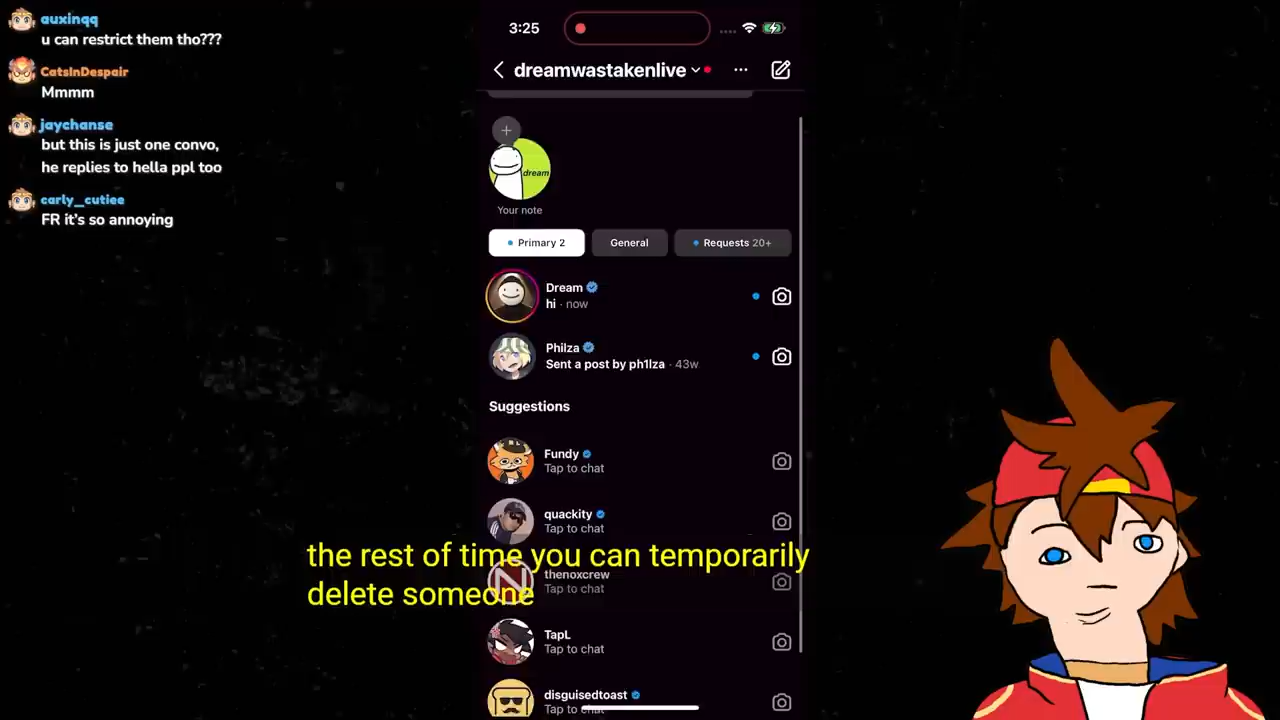 auxinqq
u can restrict them tho???
CatsInDespair
Mmmm
jaychanse
but this is just one convo,
he replies to hella ppl too
carly_cutiee
FR it's so annoying
3:25
dreamwastakenlive
dream
Your note
Primary 2
General
Requests 20+
Dream
hi · now
Philza
Sent a post by ph1lza · 43w
Suggestions
Fundy
Tap to chat
quackity
Tap to chat
the rest of time you can temporarily
delete someone
thenoxcrew
Tap to chat
TapL
Tap to chat
disguisedtoast
Tap to chat